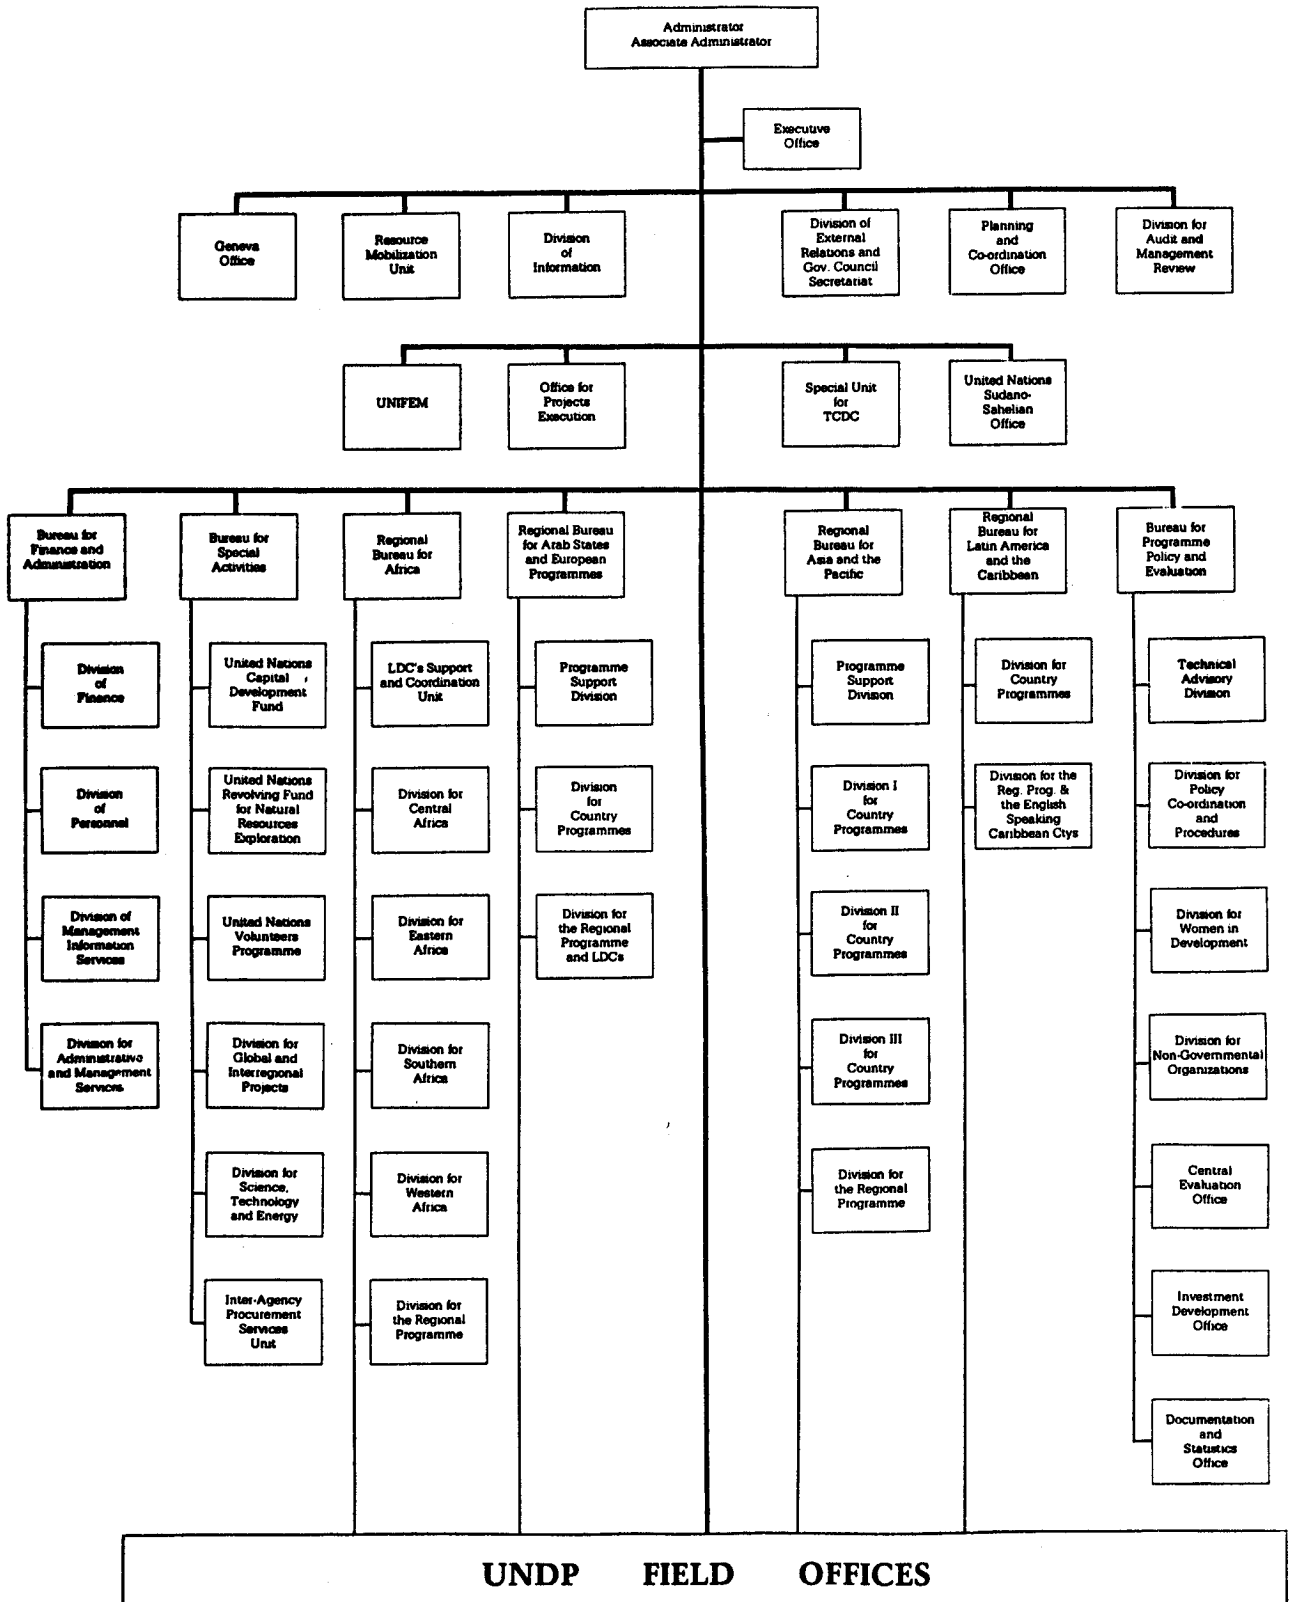 Administrator
Associate Administrator
Executive
Office
Geneva
Office
Resource
Mobilization
Unit
Division
of
Information
Division of
External
Relations and
Gov. Council
Secretariat
Planning
and
Co-ordination
Office
Division for
Audit and
Management
Review
UNIFEM
Office for
Projects
Execution
Special Unit
for
TCDC
United Nations
Sudano-
Sahelian
Office
Bureau for
Finance and
Administration
Bureau for
Special
Activities
Regional
Bureau for
Africa
Regional Bureau
for Arab States
and European
Programmes
Regional
Bureau for
Asia and the
Pacific
Regional
Bureau for
Latin America
and the
Caribbean
Bureau for
Programme
Policy and
Evaluation
Division
of
Finance
Division
of
Personnel
Division of
Management
Information
Services
Division for
Administrative
and Management
Services
United Nations
Capital
Development
Fund
United Nations
Revolving Fund
for Natural
Resources
Exploration
United Nations
Volunteers
Programme
Division for
Global and
Interregional
Projects
Division for
Science,
Technology
and Energy
Inter-Agency
Procurement
Services
Unit
LDC's Support
and Coordination
Unit
Division for
Central
Africa
Division for
Eastern
Africa
Division for
Southern
Africa
Division for
Western
Africa
Division for
the Regional
Programme
Programme
Support
Division
Division
for
Country
Programmes
Division for
the Regional
Programme
and LDCs
Programme
Support
Division
Division I
for
Country
Programmes
Division II
for
Country
Programmes
Division III
for
Country
Programmes
Division for
the Regional
Programme
Division for
Country
Programmes
Division for the
Reg. Prog. &
the English
Speaking
Caribbean Ctys
Technical
Advisory
Division
Division for
Policy
Co-ordination
and
Procedures
Division for
Women in
Development
Division for
Non-Governmental
Organizations
Central
Evaluation
Office
Investment
Development
Office
Documentation
and
Statistics
Office
UNDP FIELD OFFICES